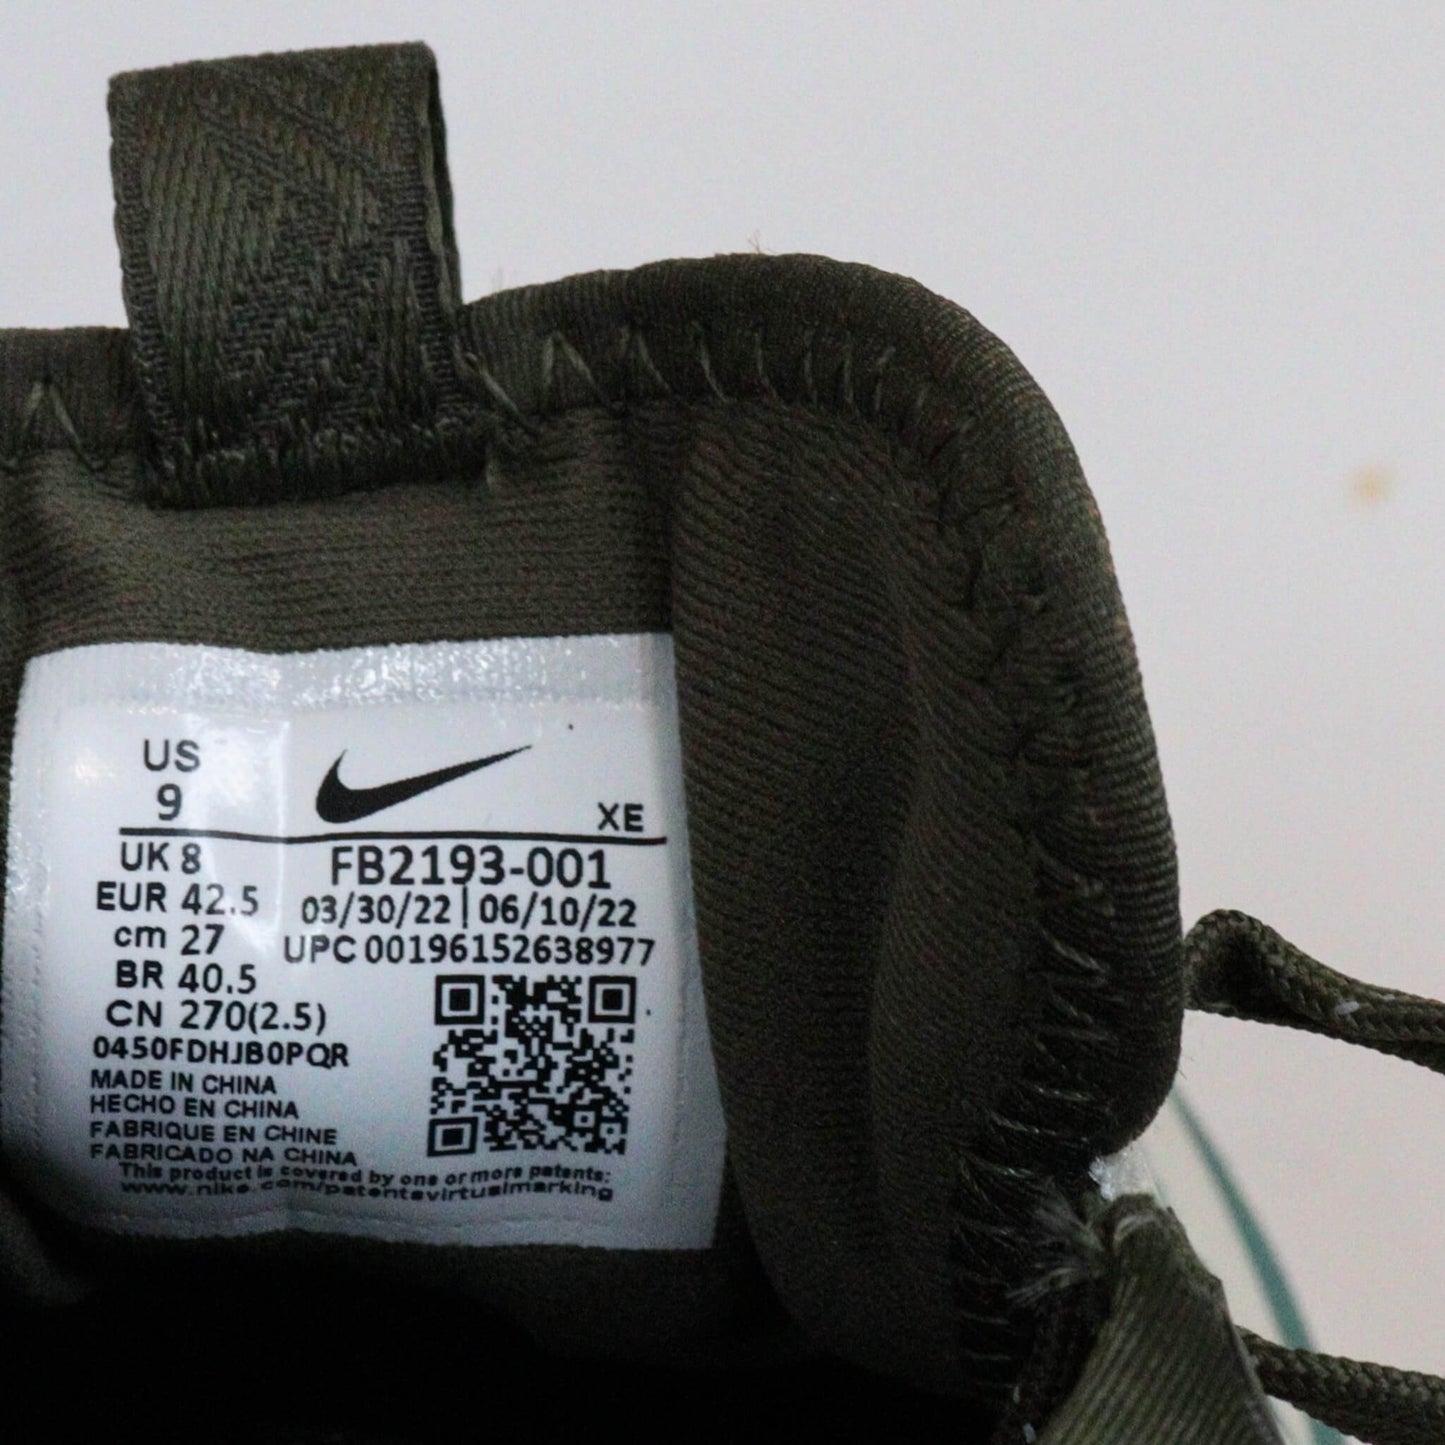 US
9
XE
UK 8
FB2193-001
EUR 42.5
03/30/22 | 06/10/22
cm 27
UPC 00196152638977
BR 40.5
CN 270(2.5)
0450FDHJB0PQR
MADE IN CHINA
HECHO EN CHINA
FABRIQUE EN CHINE
FABRICADO NA CHINA
This product is covered by one or more patents:
www.nike.com/patentsvirtualmarking